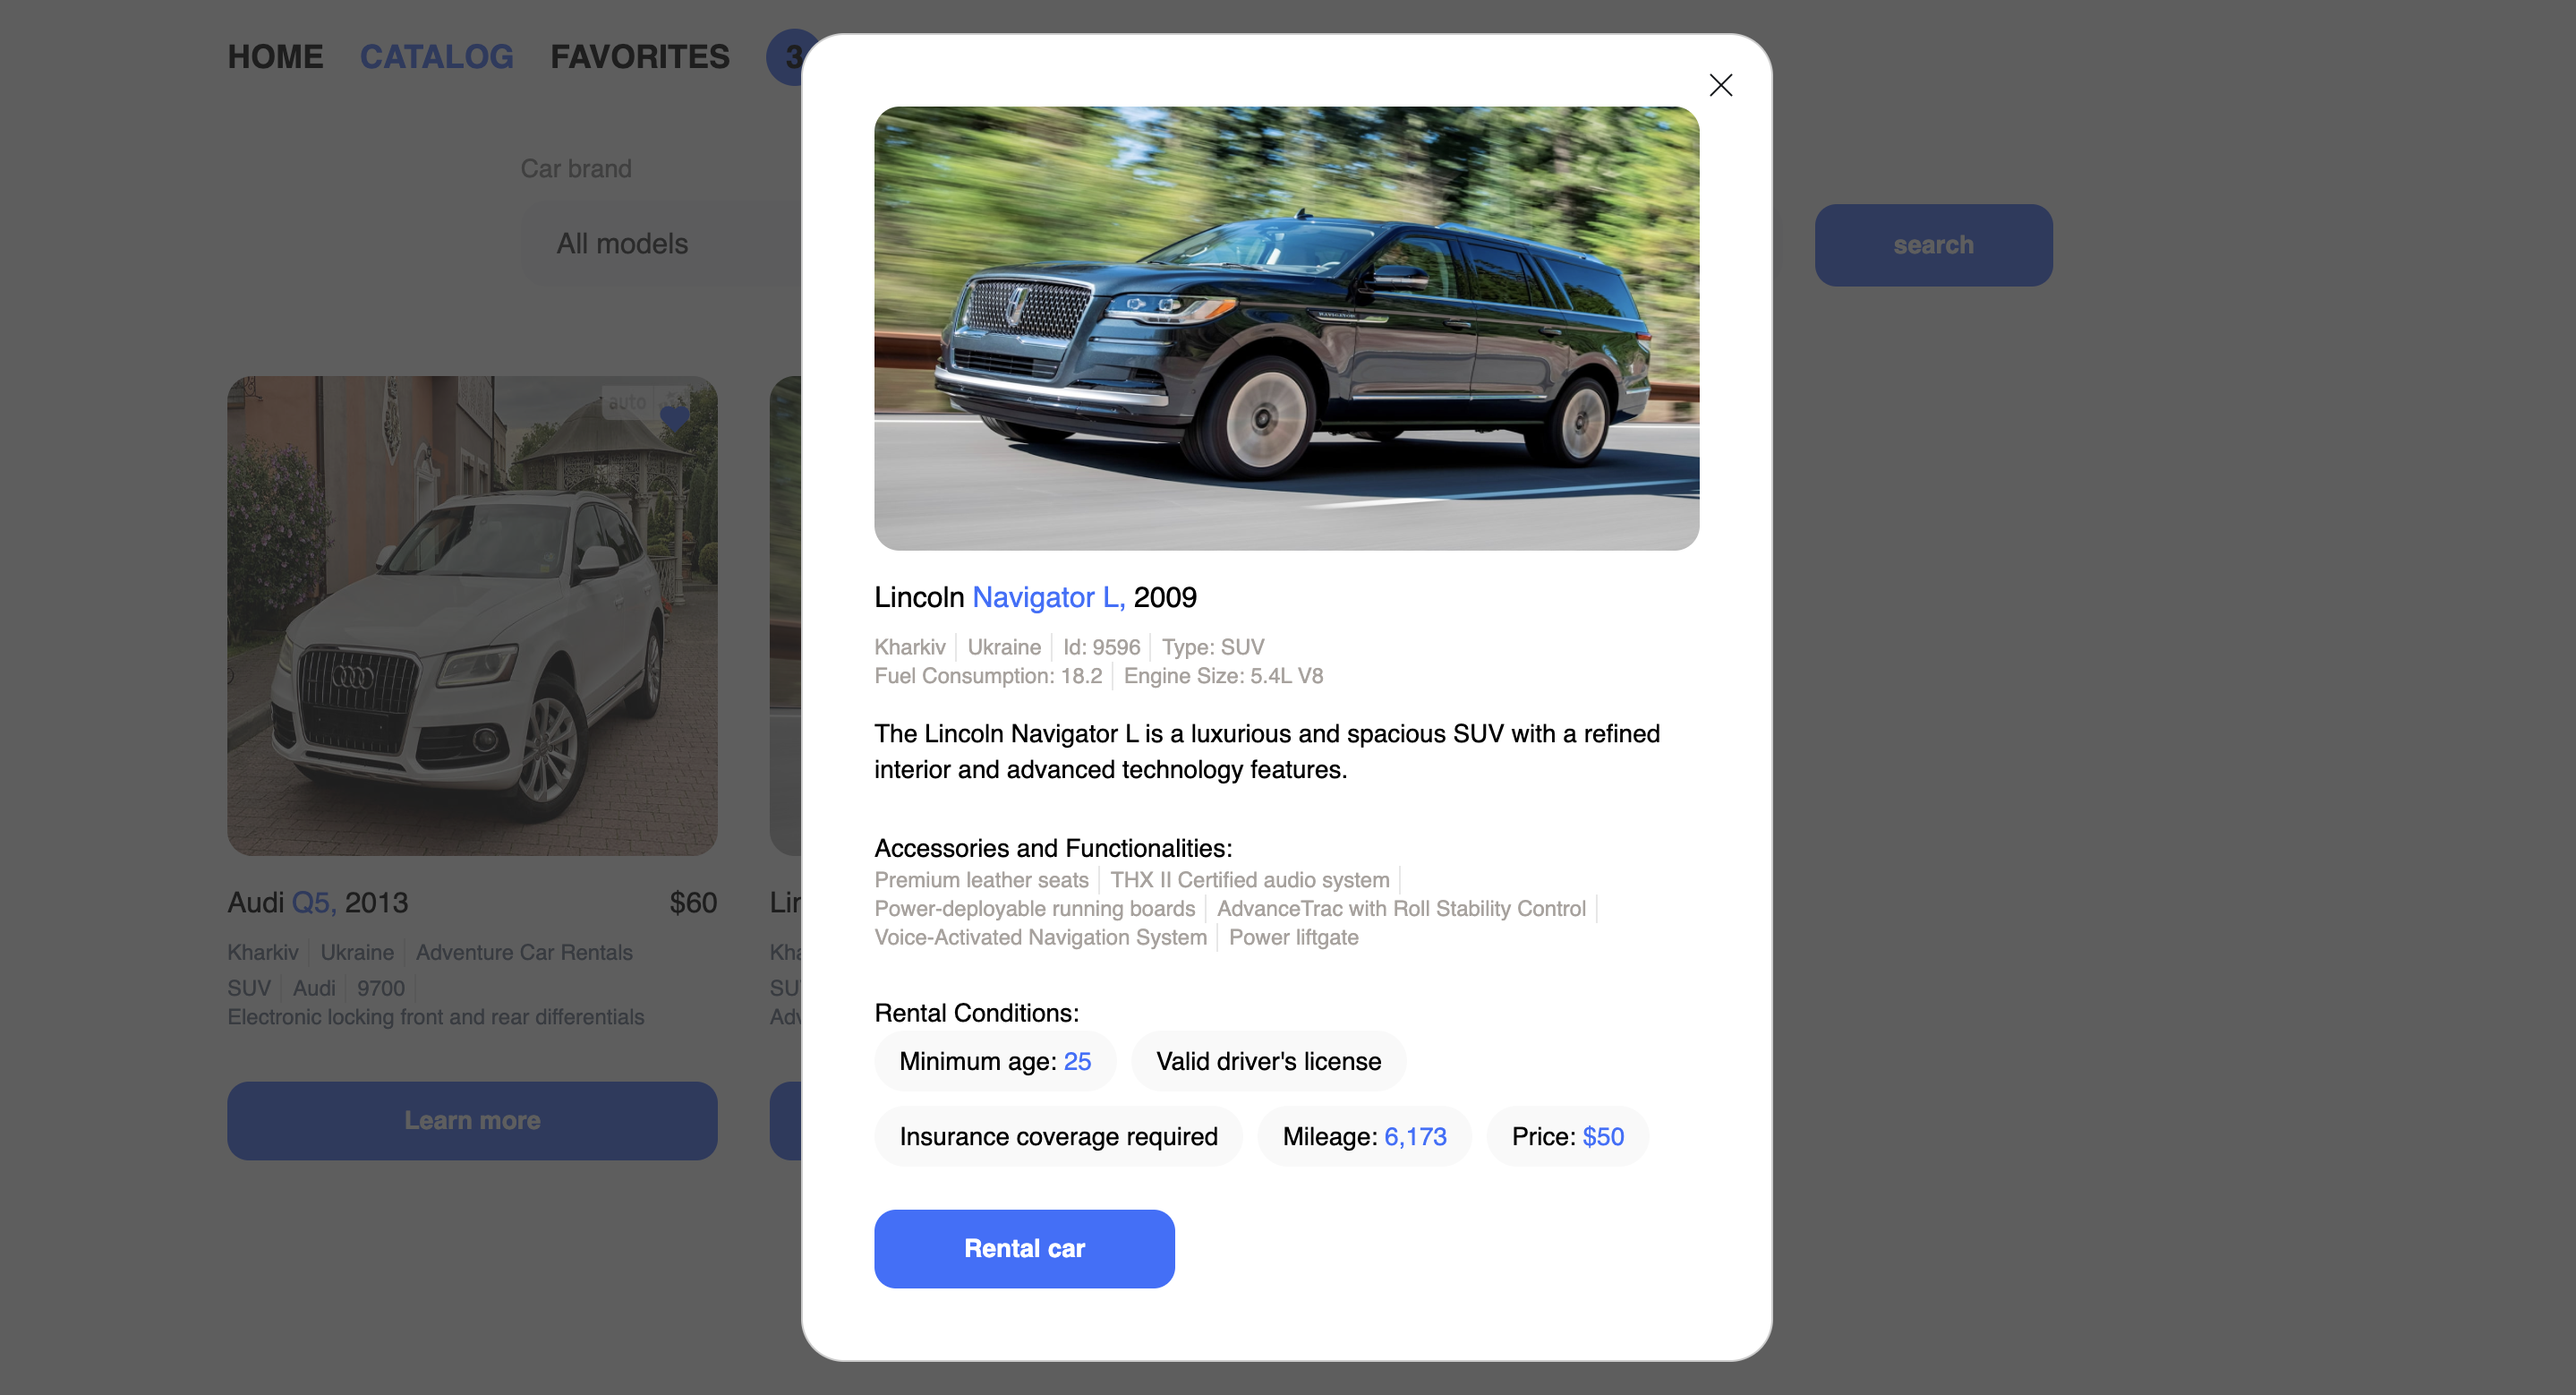 HOME CATALOG FAVORITES 3
Car brand
All models
search
auto
Audi Q5, 2013 $60
Kharkiv Ukraine Adventure Car Rentals
SUV Audi 9700
Electronic locking front and rear differentials
Learn more
Lincoln Navigator L, 2009
Kharkiv Ukraine Id: 9596 Type: SUV
Fuel Consumption: 18.2 Engine Size: 5.4L V8
The Lincoln Navigator L is a luxurious and spacious SUV with a refined
interior and advanced technology features.
Accessories and Functionalities:
Premium leather seats THX II Certified audio system
Power-deployable running boards AdvanceTrac with Roll Stability Control
Voice-Activated Navigation System Power liftgate
Rental Conditions:
Minimum age: 25 Valid driver's license
Insurance coverage required Mileage: 6,173 Price: $50
Rental car